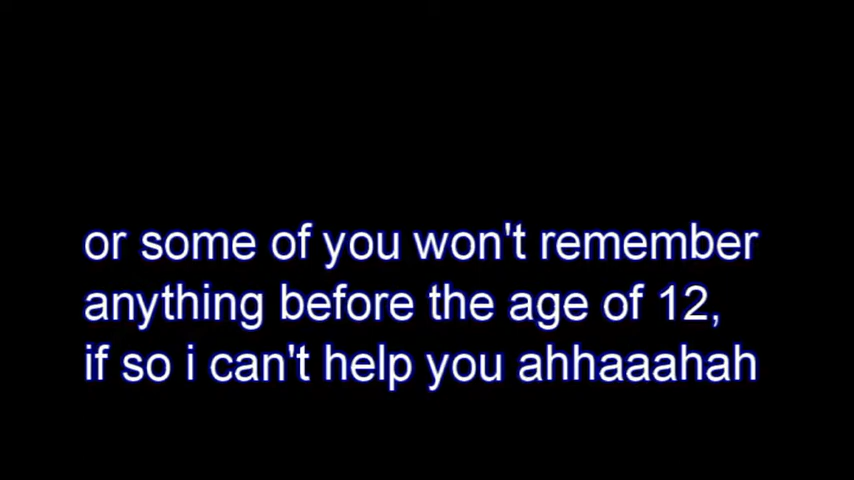 or some of you won't remember
anything before the age of 12,
if so i can't help you ahhaaahah